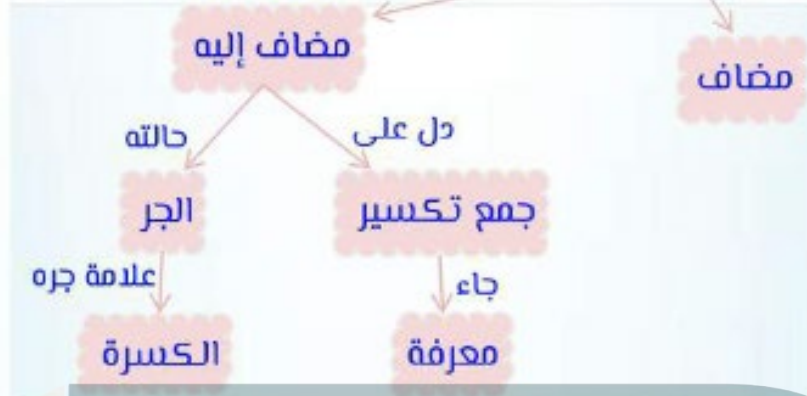 مضاف إليه
مضاف
دل على
حالته
جمع تكسير
الجر
جاء
علامة جره
معرفة
الكسرة